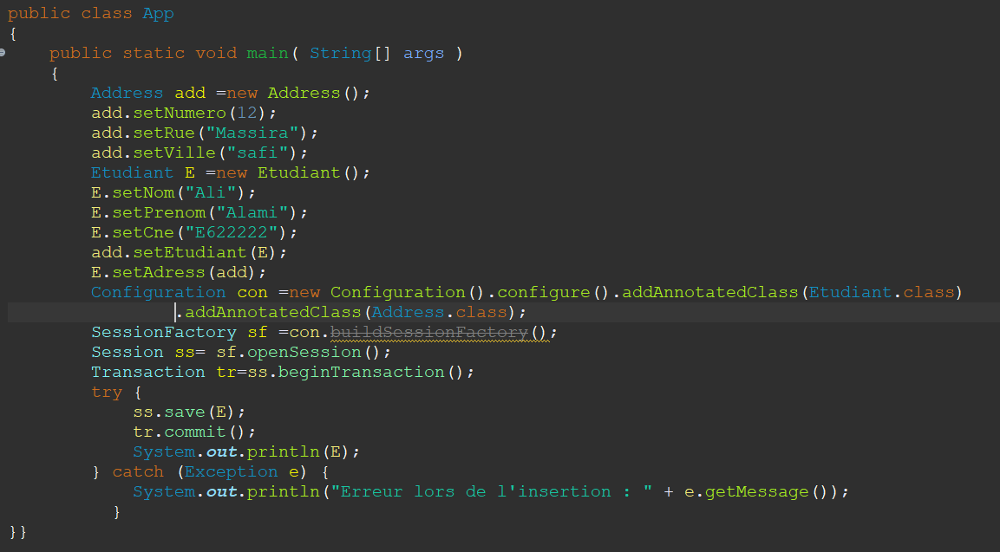 public class App
{
    public static void main( String[] args )
    {
        Address add =new Address();
        add.setNumero(12);
        add.setRue("Massira");
        add.setVille("safi");
        Etudiant E =new Etudiant();
        E.setNom("Ali");
        E.setPrenom("Alami");
        E.setCne("E622222");
        add.setEtudiant(E);
        E.setAdress(add);
        Configuration con =new Configuration().configure().addAnnotatedClass(Etudiant.class)
                .addAnnotatedClass(Address.class);
        SessionFactory sf =con.buildSessionFactory();
        Session ss= sf.openSession();
        Transaction tr=ss.beginTransaction();
        try {
            ss.save(E);
            tr.commit();
            System.out.println(E);
        } catch (Exception e) {
            System.out.println("Erreur lors de l'insertion : " + e.getMessage());
          }
}}